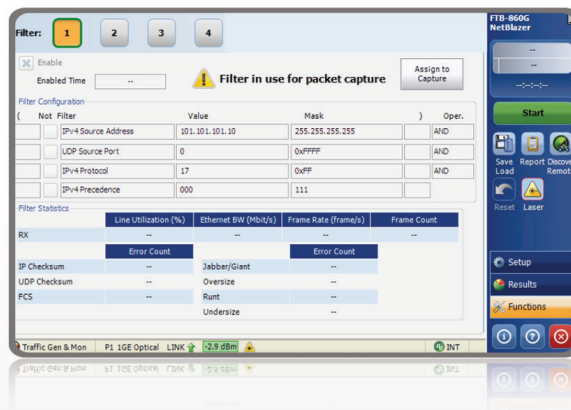 FTB-860G
NetBlazer
Filter: 1 2 3 4
Enable
Enabled Time --
Filter in use for packet capture
Assign to
Capture
--
--
--:--:--
Start
Filter Configuration
( Not Filter Value Mask ) Oper.
IPv4 Source Address 101.101.101.10 255.255.255.255 AND
UDP Source Port 0 0xFFFF AND
IPv4 Protocol 17 0xFF AND
IPv4 Precedence 000 111
Save
Load
Report
Discover
Remote
Reset
Laser
Filter Statistics
Line Utilization (%) Ethernet BW (Mbit/s) Frame Rate (frame/s) Frame Count
RX -- -- -- --
Error Count Error Count
IP Checksum -- Jabber/Giant --
UDP Checksum -- Oversize --
FCS -- Runt --
Undersize --
Setup
Results
Functions
Traffic Gen & Mon P1 1GE Optical LINK -2.9 dBm INT